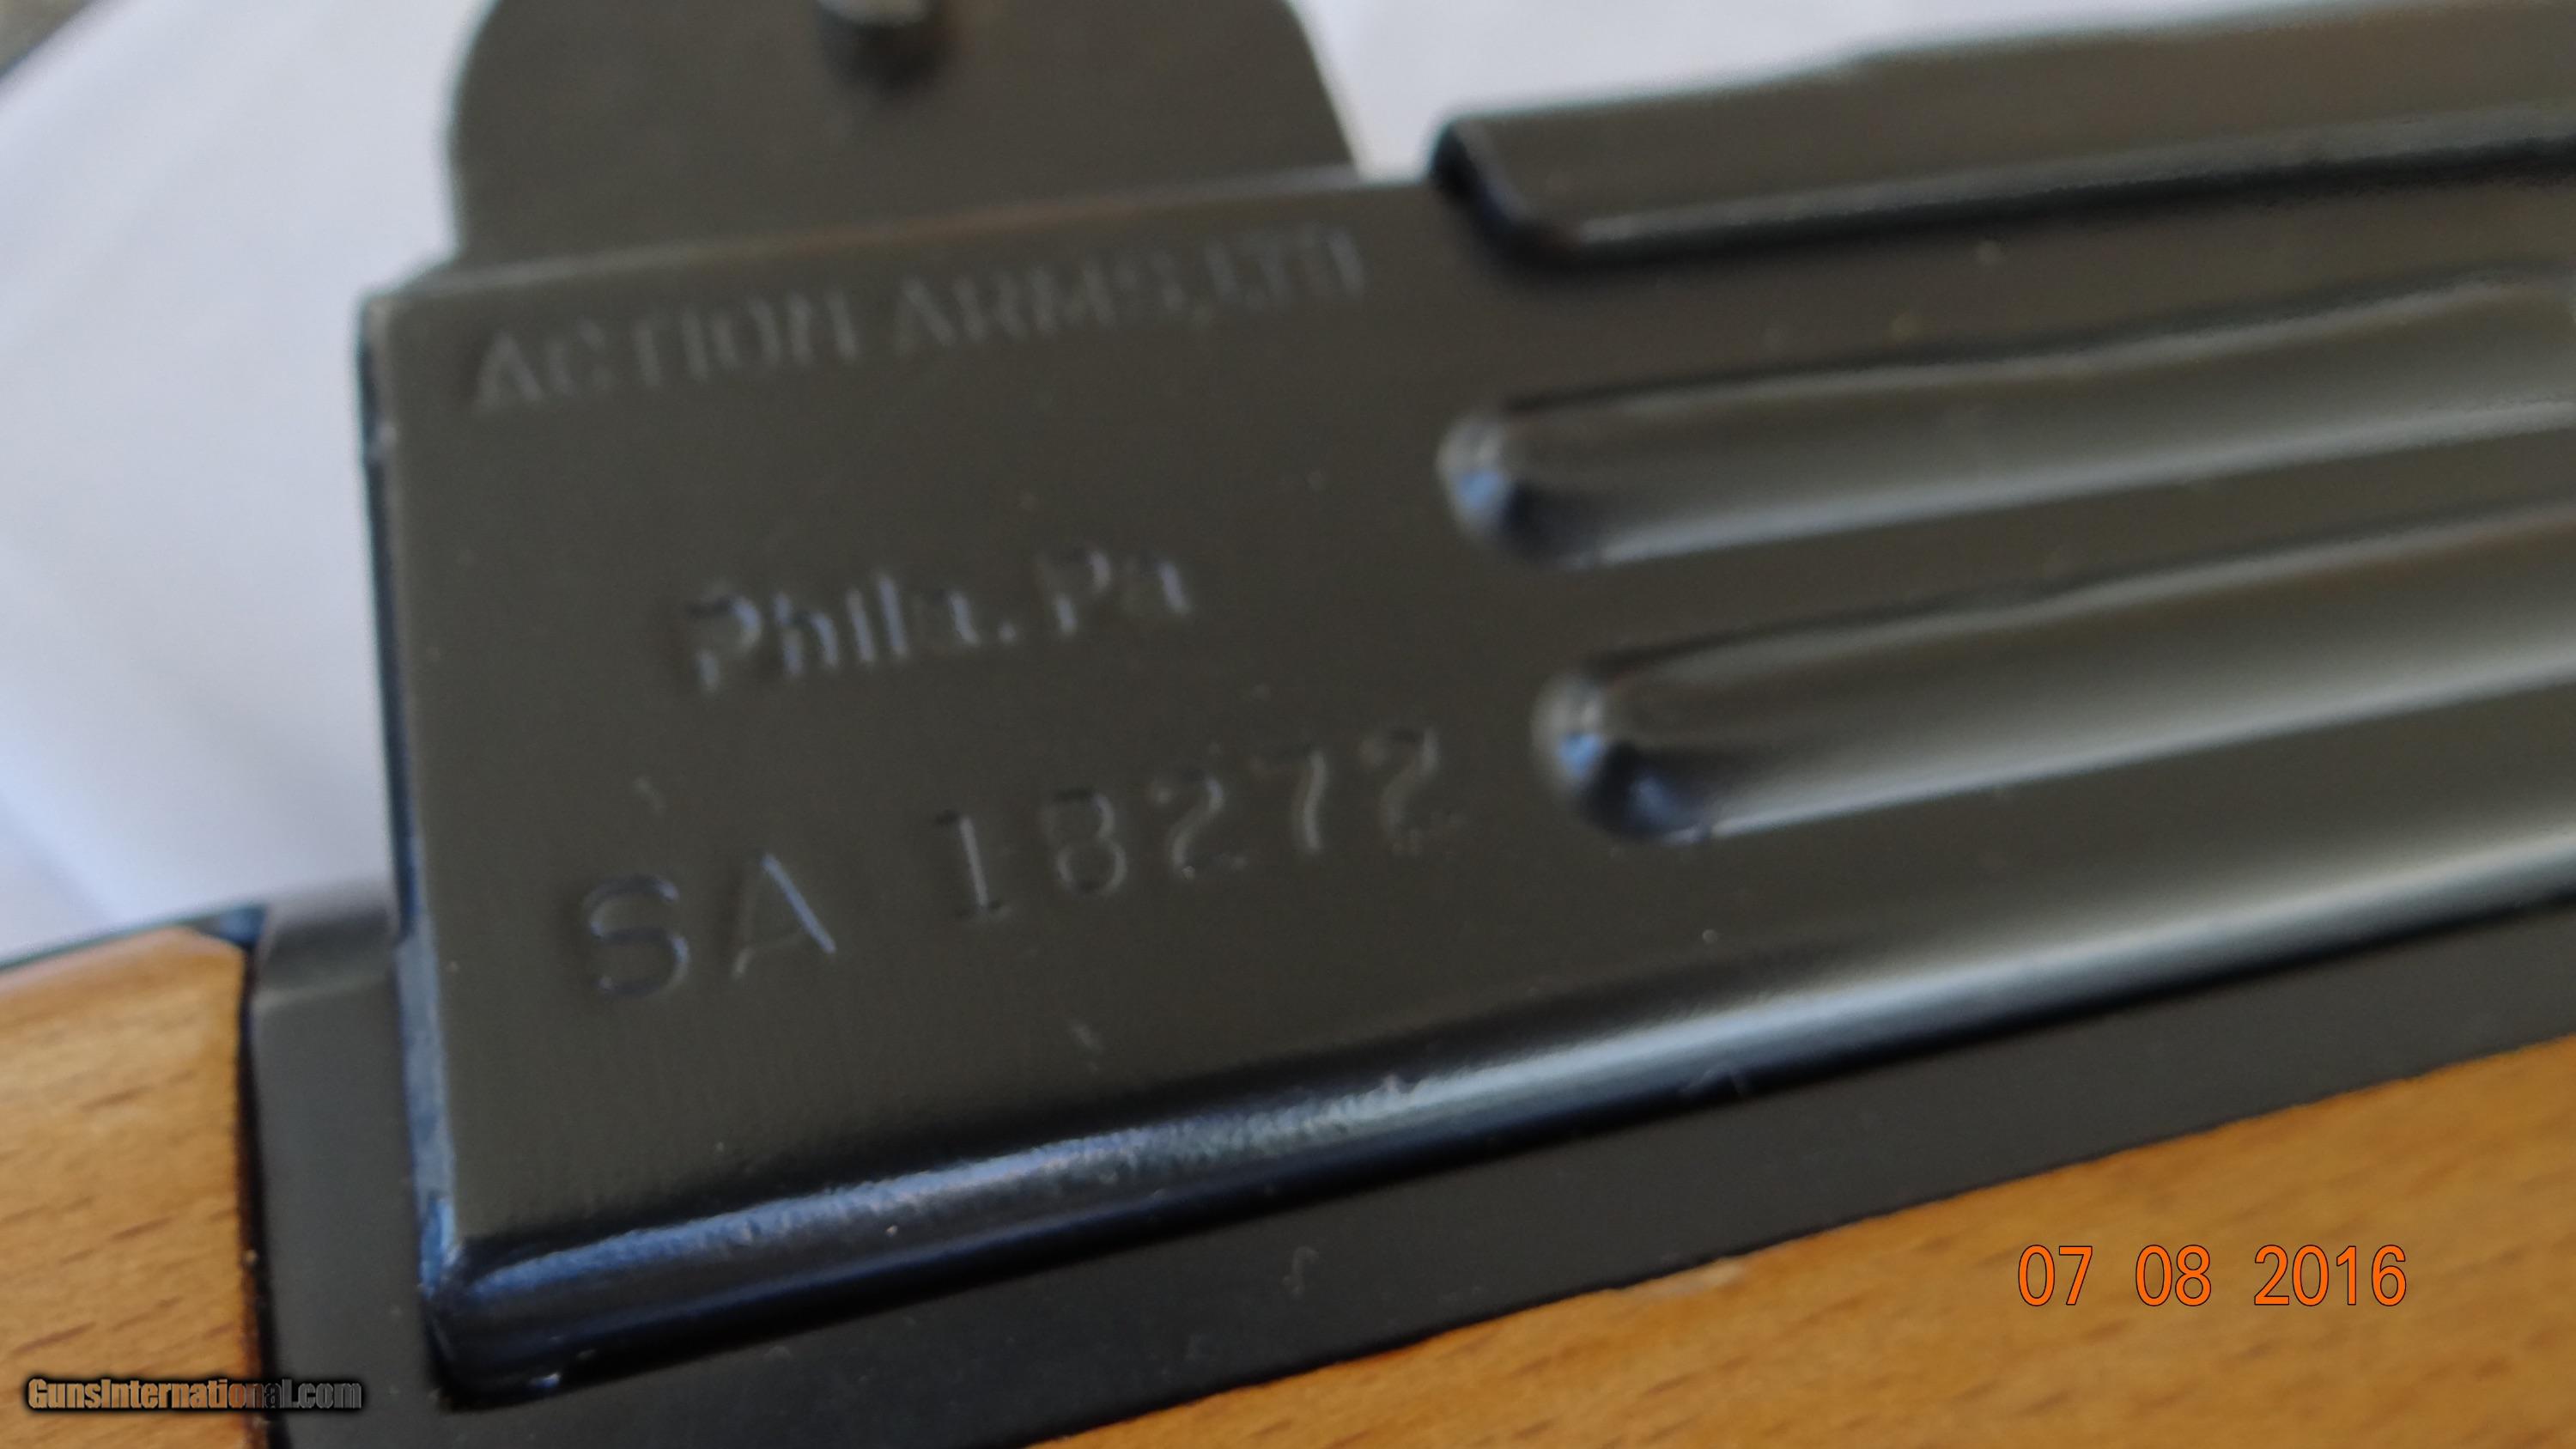 ACTION ARMS,LTD
Phila. Pa
SA 18272
07 08 2016
GunsInternational.com